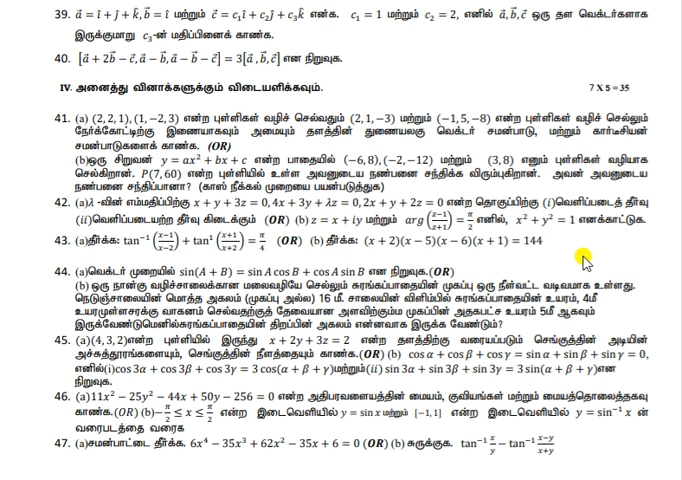 39. a⃗ = î + ĵ + k̂, b⃗ = î மற்றும் c⃗ = c₁î + c₂ĵ + c₃k̂ என்க. c₁ = 1 மற்றும் c₂ = 2, எனில் a⃗, b⃗, c⃗ ஒரு தள வெக்டர்களாக
இருக்குமாறு c₃-ன் மதிப்பினைக் காண்க.
40. [a⃗ + 2b⃗ − c⃗, a⃗ − b⃗, a⃗ − b⃗ − c⃗] = 3[a⃗, b⃗, c⃗] என நிறுவுக.
IV. அனைத்து வினாக்களுக்கும் விடையளிக்கவும். 7 X 5 = 35
41. (a) (2, 2, 1), (1, −2, 3) என்ற புள்ளிகள் வழிச் செல்வதும் (2, 1, −3) மற்றும் (−1, 5, −8) என்ற புள்ளிகள் வழிச் செல்லும்
நேர்க்கோட்டிற்கு இணையாகவும் அமையும் தளத்தின் துணையலகு வெக்டர் சமன்பாடு, மற்றும் கார்டீசியன்
சமன்பாடுகளைக் காண்க. (OR)
(b)ஒரு சிறுவன் y = ax² + bx + c என்ற பாதையில் (−6, 8), (−2, −12) மற்றும் (3, 8) எனும் புள்ளிகள் வழியாக
செல்கிறான். P(7, 60) என்ற புள்ளியில் உள்ள அவனுடைய நண்பனை சந்திக்க விரும்புகிறான். அவன் அவனுடைய
நண்பனை சந்திப்பானா? (காஸ் நீக்கல் முறையை பயன்படுத்துக)
42. (a)λ -வின் எம்மதிப்பிற்கு x + y + 3z = 0, 4x + 3y + λz = 0, 2x + y + 2z = 0 என்ற தொகுப்பிற்கு (i)வெளிப்படைத் தீர்வு
(ii)வெளிப்படையற்ற தீர்வு கிடைக்கும் (OR) (b) z = x + iy மற்றும் arg (z−1/z+1) = π/2 எனில், x² + y² = 1 எனக்காட்டுக.
43. (a)தீர்க்க: tan⁻¹ (x−1/x−2) + tan¹ (x+1/x+2) = π/4 (OR) (b) தீர்க்க: (x + 2)(x − 5)(x − 6)(x + 1) = 144
44. (a)வெக்டர் முறையில் sin(A + B) = sin A cos B + cos A sin B என நிறுவுக.(OR)
(b) ஒரு நான்கு வழிச்சாலைக்கான மலைவழியே செல்லும் சுரங்கப்பாதையின் முகப்பு ஒரு நீள்வட்ட வடிவமாக உள்ளது.
நெடுஞ்சாலையின் மொத்த அகலம் (முகப்பு அல்ல) 16 மீ. சாலையின் விளிம்பில் சுரங்கப்பாதையின் உயரம், 4மீ
உயரமுள்ளசரக்கு வாகனம் செல்வதற்குத் தேவையான அளவிற்கும்ம முகப்பின் அதகபட்ச உயரம் 5மீ ஆகவும்
இருக்வேண்டுமெனில்சுரங்கப்பாதையின் திறப்பின் அகலம் என்னவாக இருக்க வேண்டும்?
45. (a)(4, 3, 2)என்ற புள்ளியில் இருந்து x + 2y + 3z = 2 என்ற தளத்திற்கு வரையப்படும் செங்குத்தின் அடியின்
அச்சுத்தூரங்களையும், செங்குத்தின் நீளத்தையும் காண்க.(OR) (b) cos α + cos β + cos γ = sin α + sin β + sin γ = 0,
எனில்(i)cos 3α + cos 3β + cos 3γ = 3 cos(α + β + γ)மற்றும்(ii) sin 3α + sin 3β + sin 3γ = 3 sin(α + β + γ)என
நிறுவுக.
46. (a)11x² − 25y² − 44x + 50y − 256 = 0 என்ற அதிபரவளையத்தின் மையம், குவியங்கள் மற்றும் மையத்தொலைத்தகவு
காண்க.(OR) (b)−π/2 ≤ x ≤ π/2 என்ற இடைவெளியில் y = sin x மற்றும் [−1, 1] என்ற இடைவெளியில் y = sin⁻¹ x ன்
வரைபடத்தை வரைக
47. (a)சமன்பாட்டை தீர்க்க. 6x⁴ − 35x³ + 62x² − 35x + 6 = 0 (OR) (b) சுருக்குக. tan⁻¹ x/y − tan⁻¹ x−y/x+y